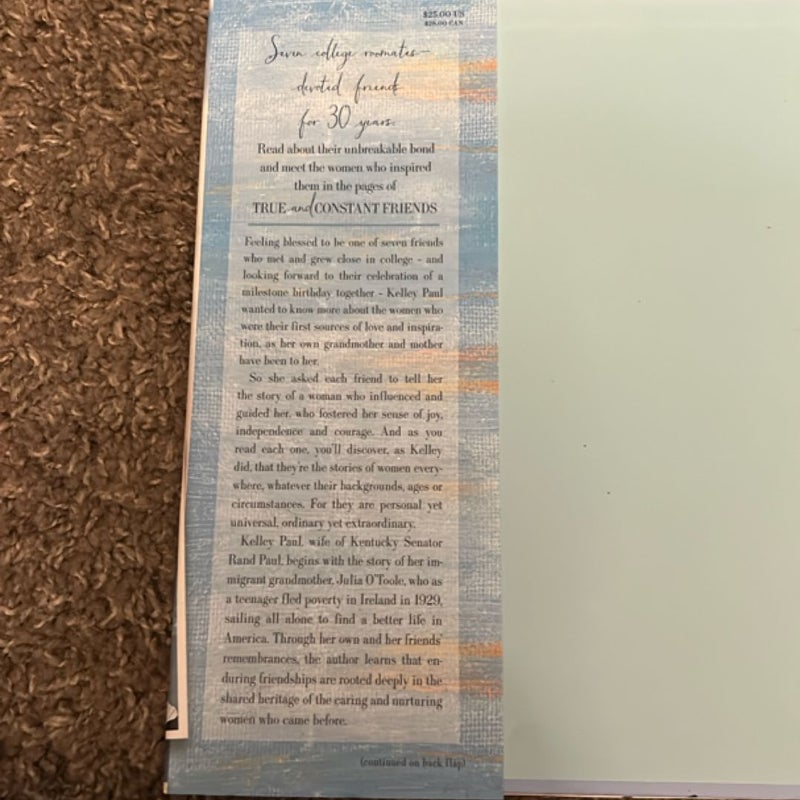 $25.00 US
$28.00 CAN
Seven college roomates—
devoted friends
for 30 years.
Read about their unbreakable bond
and meet the women who inspired
them in the pages of
TRUE and CONSTANT FRIENDS
Feeling blessed to be one of seven friends
who met and grew close in college - and
looking forward to their celebration of a
milestone birthday together - Kelley Paul
wanted to know more about the women who
were their first sources of love and inspira-
tion, as her own grandmother and mother
have been to her.
So she asked each friend to tell her
the story of a woman who influenced and
guided her, who fostered her sense of joy,
independence and courage. And as you
read each one, you'll discover, as Kelley
did, that they're the stories of women every-
where, whatever their backgrounds, ages or
circumstances. For they are personal yet
universal, ordinary yet extraordinary.
Kelley Paul, wife of Kentucky Senator
Rand Paul, begins with the story of her im-
migrant grandmother, Julia O'Toole, who as
a teenager fled poverty in Ireland in 1929,
sailing all alone to find a better life in
America. Through her own and her friends'
remembrances, the author learns that en-
during friendships are rooted deeply in the
shared heritage of the caring and nurturing
women who came before.
(continued on back flap)